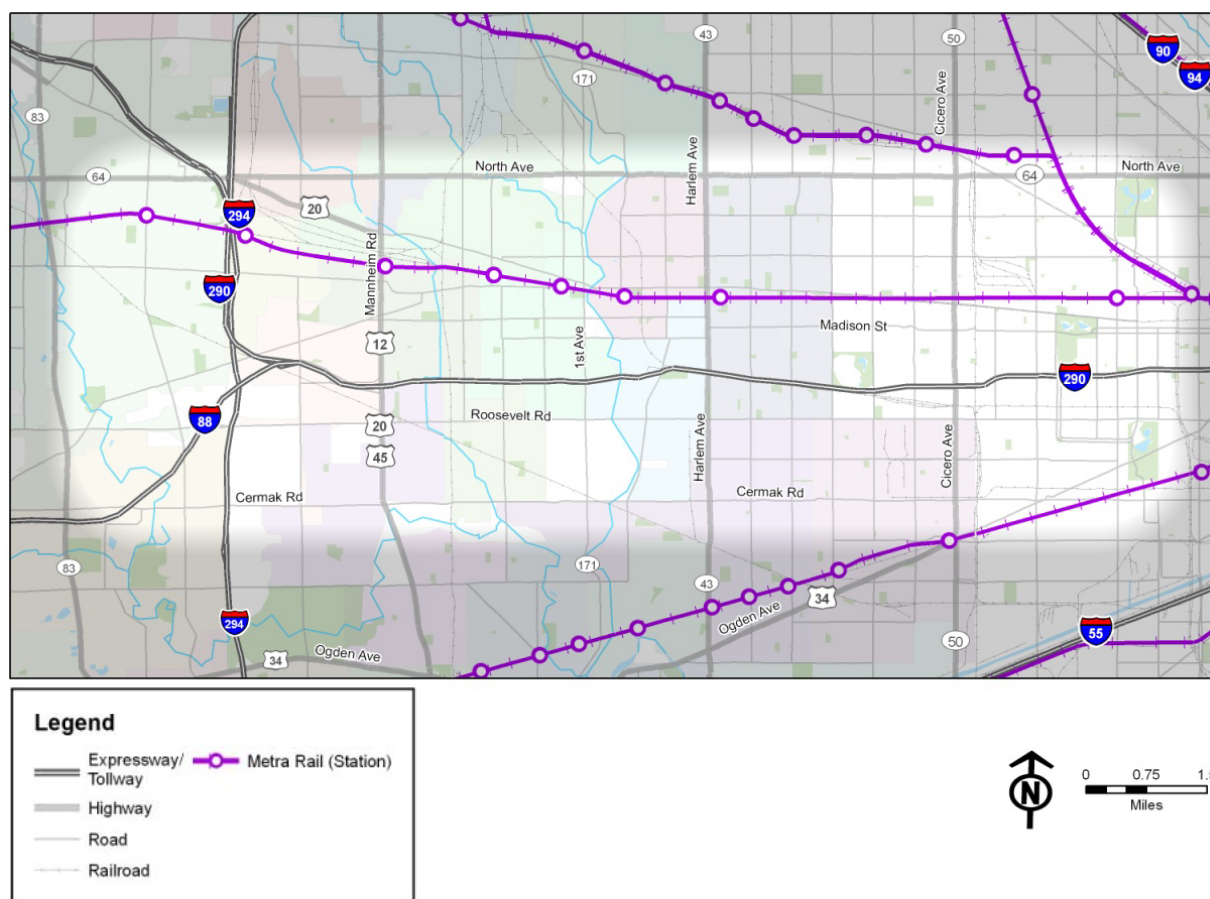 90
94
43
50
171
83
Cicero Ave
Harlem Ave
North Ave
North Ave
64
64
294
20
290
Mannheim Rd
Madison St
1st Ave
12
290
88
20
Roosevelt Rd
45
Harlem Ave
Cicero Ave
Cermak Rd
Cermak Rd
83
171
43
34
294
Ogden Ave
55
50
34
Ogden Ave
Legend
Expressway/
Tollway
Metra Rail (Station)
Highway
Road
Railroad
N
0 0.75 1.5
Miles